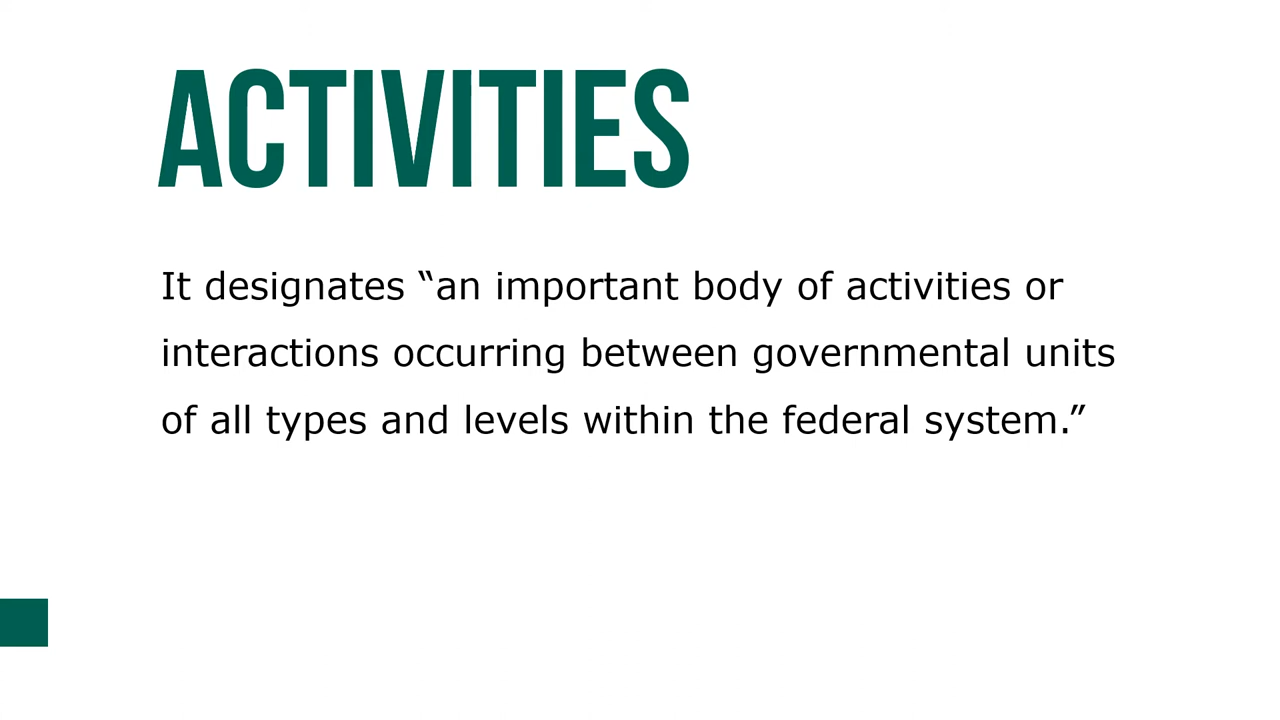 ACTIVITIES
It designates “an important body of activities or
interactions occurring between governmental units
of all types and levels within the federal system.”